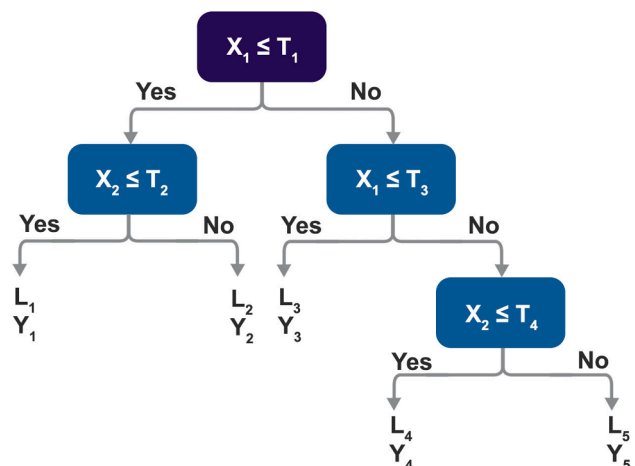 X₁ ≤ T₁
Yes
No
X₂ ≤ T₂
X₁ ≤ T₃
Yes
No
Yes
No
L₁
Y₁
L₂
Y₂
L₃
Y₃
X₂ ≤ T₄
Yes
No
L₄
Y₄
L₅
Y₅